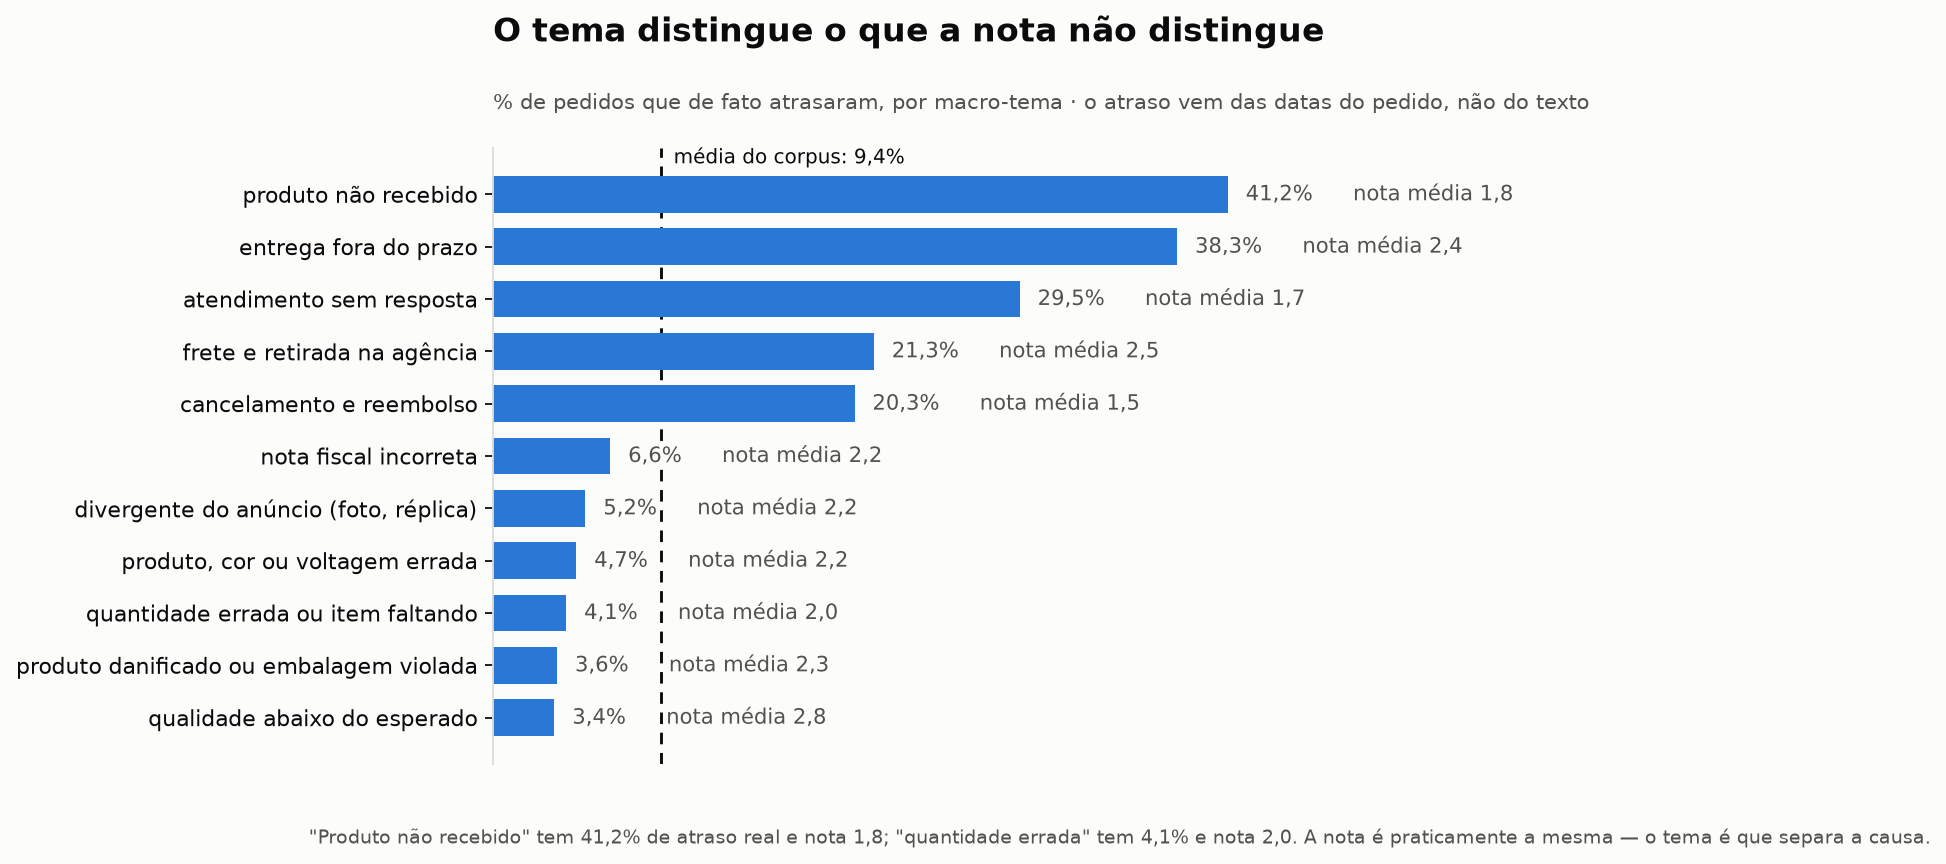 O tema distingue o que a nota não distingue
% de pedidos que de fato atrasaram, por macro-tema · o atraso vem das datas do pedido, não do texto
média do corpus: 9,4%
produto não recebido 41,2% nota média 1,8
entrega fora do prazo 38,3% nota média 2,4
atendimento sem resposta 29,5% nota média 1,7
frete e retirada na agência 21,3% nota média 2,5
cancelamento e reembolso 20,3% nota média 1,5
nota fiscal incorreta 6,6% nota média 2,2
divergente do anúncio (foto, réplica) 5,2% nota média 2,2
produto, cor ou voltagem errada 4,7% nota média 2,2
quantidade errada ou item faltando 4,1% nota média 2,0
produto danificado ou embalagem violada 3,6% nota média 2,3
qualidade abaixo do esperado 3,4% nota média 2,8
"Produto não recebido" tem 41,2% de atraso real e nota 1,8; "quantidade errada" tem 4,1% e nota 2,0. A nota é praticamente a mesma — o tema é que separa a causa.